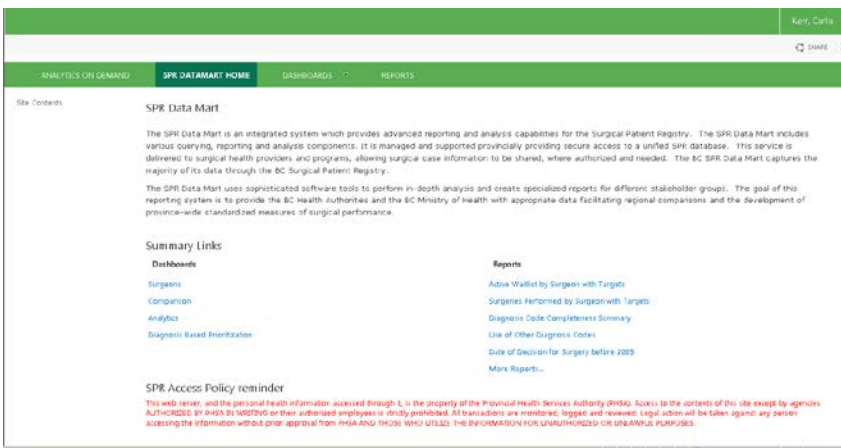 Kerr, Carla
SHARE
ANALYTICS ON DEMAND SPR DATAMART HOME DASHBOARDS REPORTS
Site Contents
SPR Data Mart
The SPR Data Mart is an integrated system which provides advanced reporting and analysis capabilities for the Surgical Patient Registry. The SPR Data Mart includes
various querying, reporting and analysis components. It is managed and supported provincially providing secure access to a unified SPR database. This service is
delivered to surgical health providers and programs, allowing surgical case information to be shared, where authorized and needed. The BC SPR Data Mart captures the
majority of its data through the BC Surgical Patient Registry.
The SPR Data Mart uses sophisticated software tools to perform in-depth analysis and create specialized reports for different stakeholder groups. The goal of this
reporting system is to provide the BC Health Authorities and the BC Ministry of Health with appropriate data facilitating regional comparisons and the development of
province-wide standardized measures of surgical performance.
Summary Links
Dashboards Reports
Surgeons Active Waitlist by Surgeon with Targets
Comparison Surgeries Performed by Surgeon with Targets
Analytics Diagnosis Code Completeness Summary
Diagnosis Based Prioritization Use of Other Diagnosis Codes
Date of Decision for Surgery before 2005
More Reports...
SPR Access Policy reminder
This web server, and the personal health information accessed through it, is the property of the Provincial Health Services Authority (PHSA). Access to the contents of this site except by agencies
AUTHORIZED BY PHSA IN WRITING or their authorized employees is strictly prohibited. All transactions are monitored, logged and reviewed. Legal action will be taken against any person
accessing the information without prior approval from PHSA AND THOSE WHO UTILIZE THE INFORMATION FOR UNAUTHORIZED OR UNLAWFUL PURPOSES.